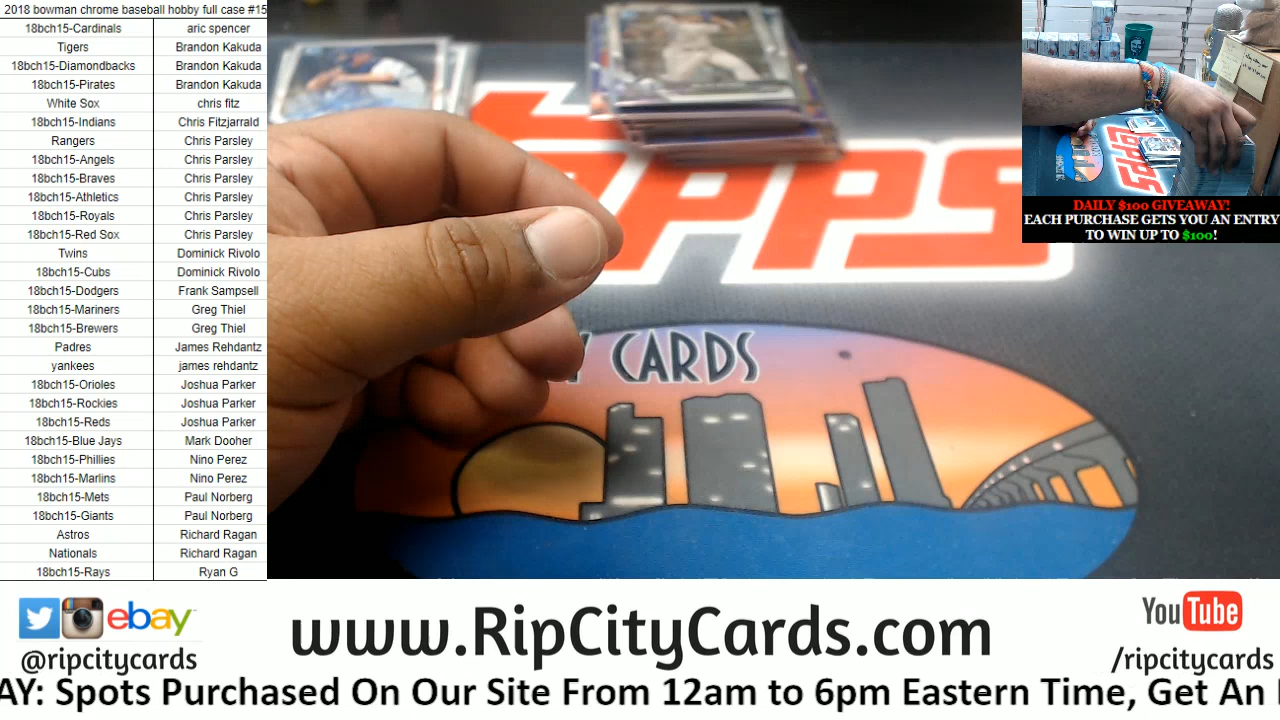 2018 bowman chrome baseball hobby full case #15
18bch15-Cardinals aric spencer
Tigers Brandon Kakuda
18bch15-Diamondbacks Brandon Kakuda
18bch15-Pirates Brandon Kakuda
White Sox chris fitz
18bch15-Indians Chris Fitzjarrald
Rangers Chris Parsley
18bch15-Angels Chris Parsley
18bch15-Braves Chris Parsley
18bch15-Athletics Chris Parsley
18bch15-Royals Chris Parsley
18bch15-Red Sox Chris Parsley
Twins Dominick Rivolo
18bch15-Cubs Dominick Rivolo
18bch15-Dodgers Frank Sampsell
18bch15-Mariners Greg Thiel
18bch15-Brewers Greg Thiel
Padres James Rehdantz
yankees james rehdantz
18bch15-Orioles Joshua Parker
18bch15-Rockies Joshua Parker
18bch15-Reds Joshua Parker
18bch15-Blue Jays Mark Dooher
18bch15-Phillies Nino Perez
18bch15-Marlins Nino Perez
18bch15-Mets Paul Norberg
18bch15-Giants Paul Norberg
Astros Richard Ragan
Nationals Richard Ragan
18bch15-Rays Ryan G
TOPPS
Y CARDS
TOPPS
DAILY $100 GIVEAWAY!
EACH PURCHASE GETS YOU AN ENTRY
TO WIN UP TO $100!
ebay
@ripcitycards
www.RipCityCards.com
YouTube
/ripcitycards
AY: Spots Purchased On Our Site From 12am to 6pm Eastern Time, Get An